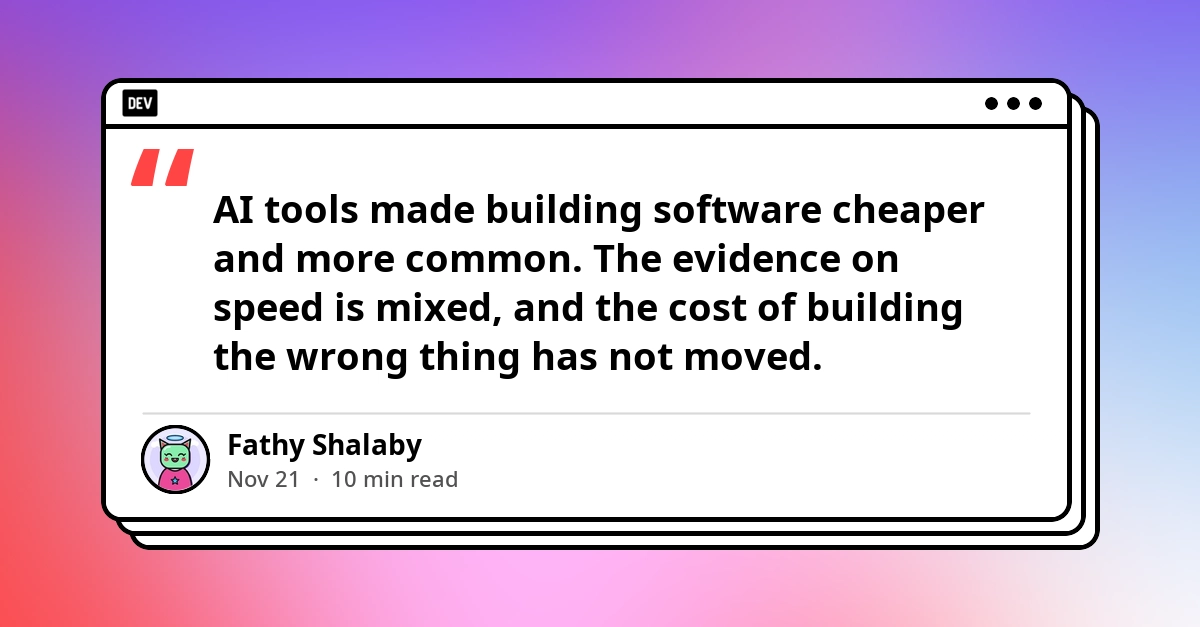 DEV
“
AI tools made building software cheaper
and more common. The evidence on
speed is mixed, and the cost of building
the wrong thing has not moved.
Fathy Shalaby
Nov 21 · 10 min read